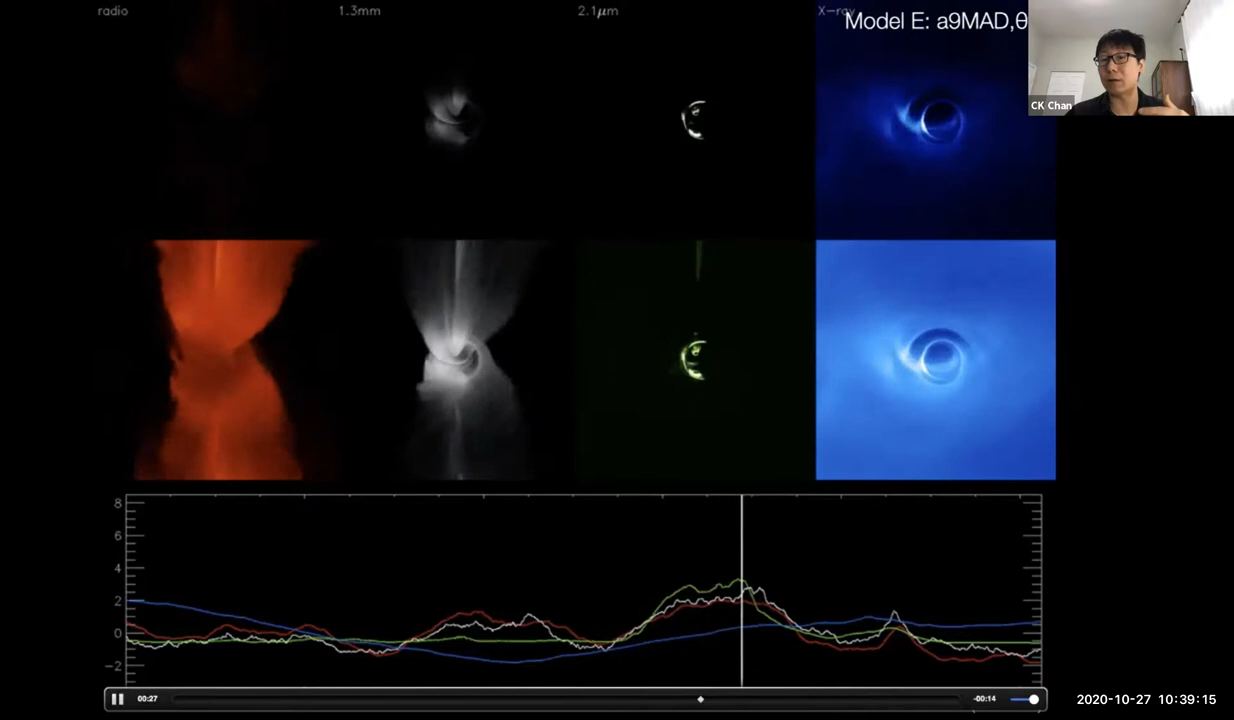 radio
1.3mm
2.1μm
X-ray
Model E: a9MAD,θ
CK Chan
8
6
4
2
0
−2
00:27
-00:14
2020-10-27 10:39:15